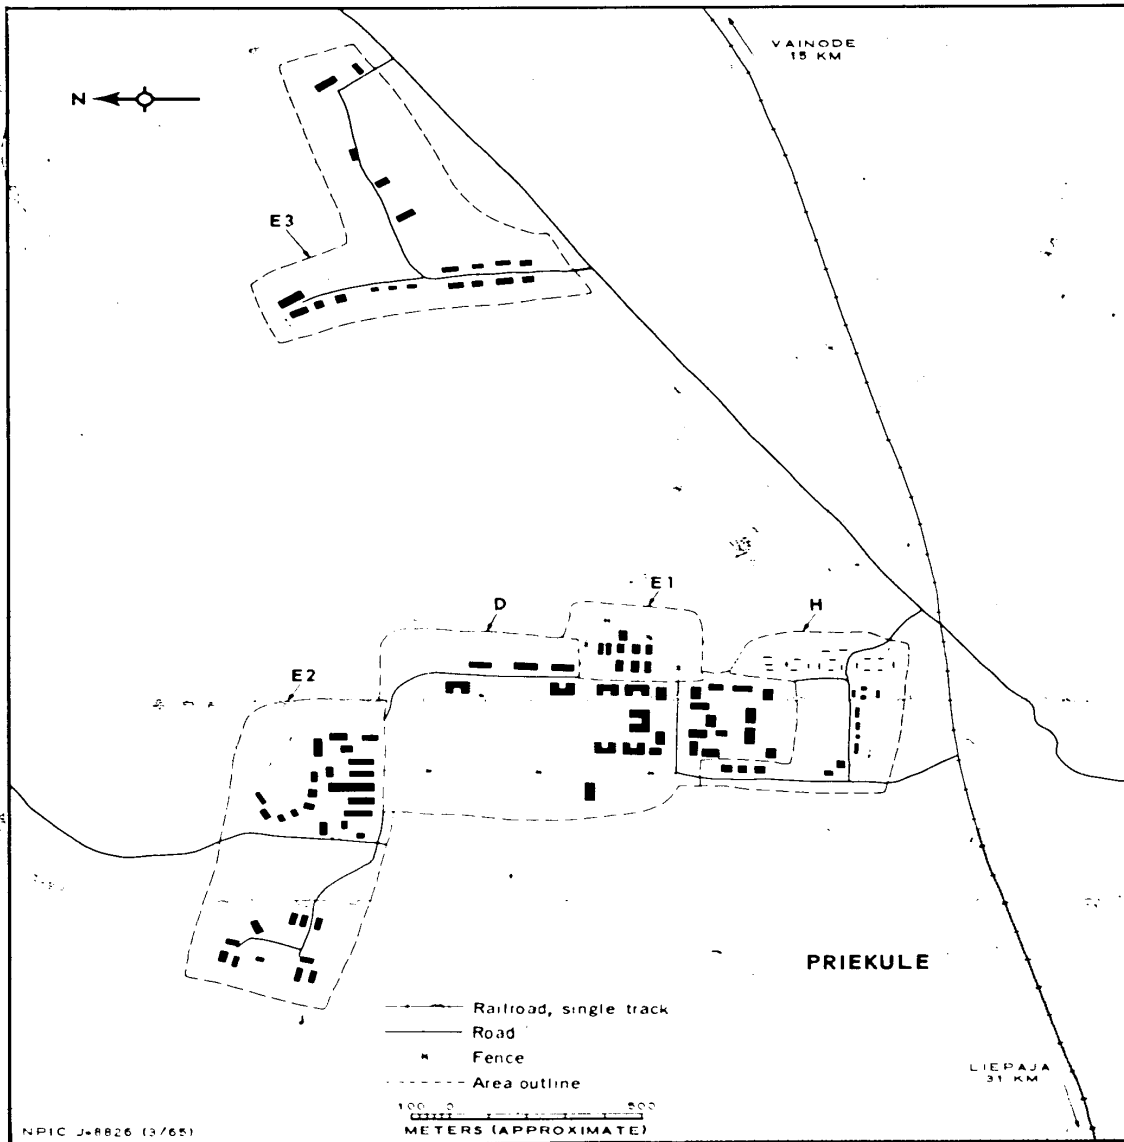 VAINODE
15 KM
N
E3
E1
D
H
E2
PRIEKULE
Railroad, single track
Road
Fence
Area outline
LIEPAJA
31 KM
100 0 500
METERS (APPROXIMATE)
NPIC J-8826 (3/65)